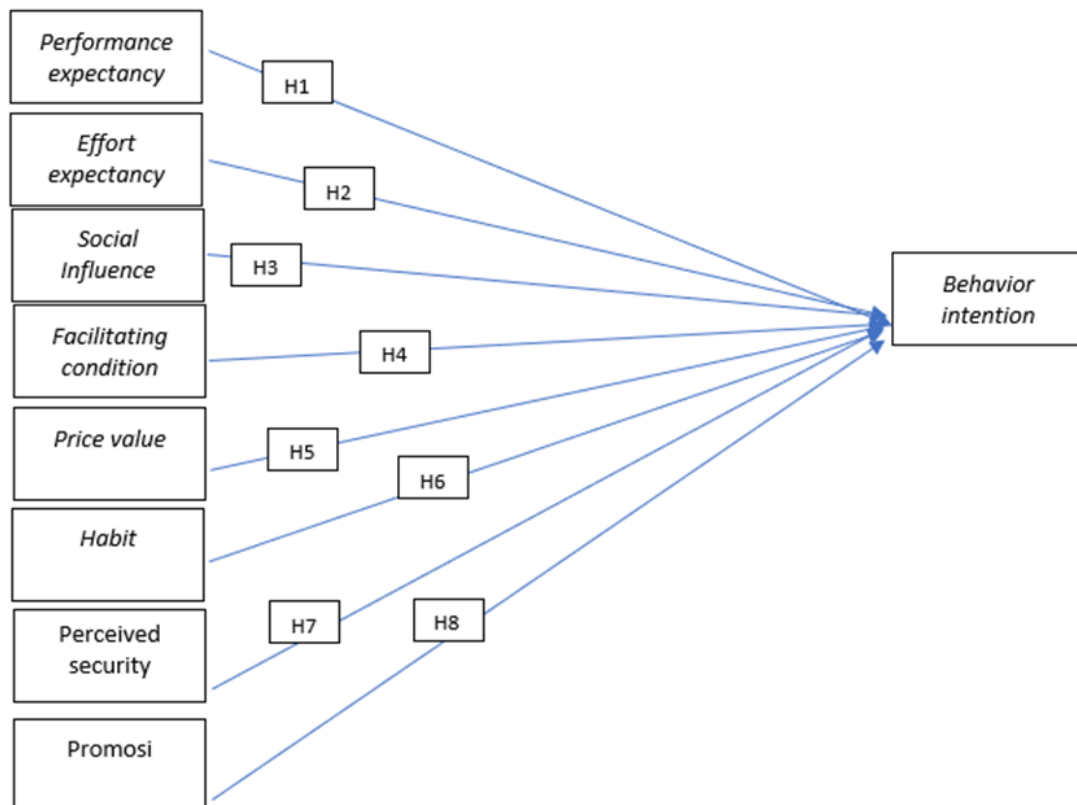 Performance
expectancy
H1
Effort
expectancy
H2
Social
Influence
H3
Behavior
intention
Facilitating
condition
H4
Price value
H5
H6
Habit
Perceived
security
H7
H8
Promosi